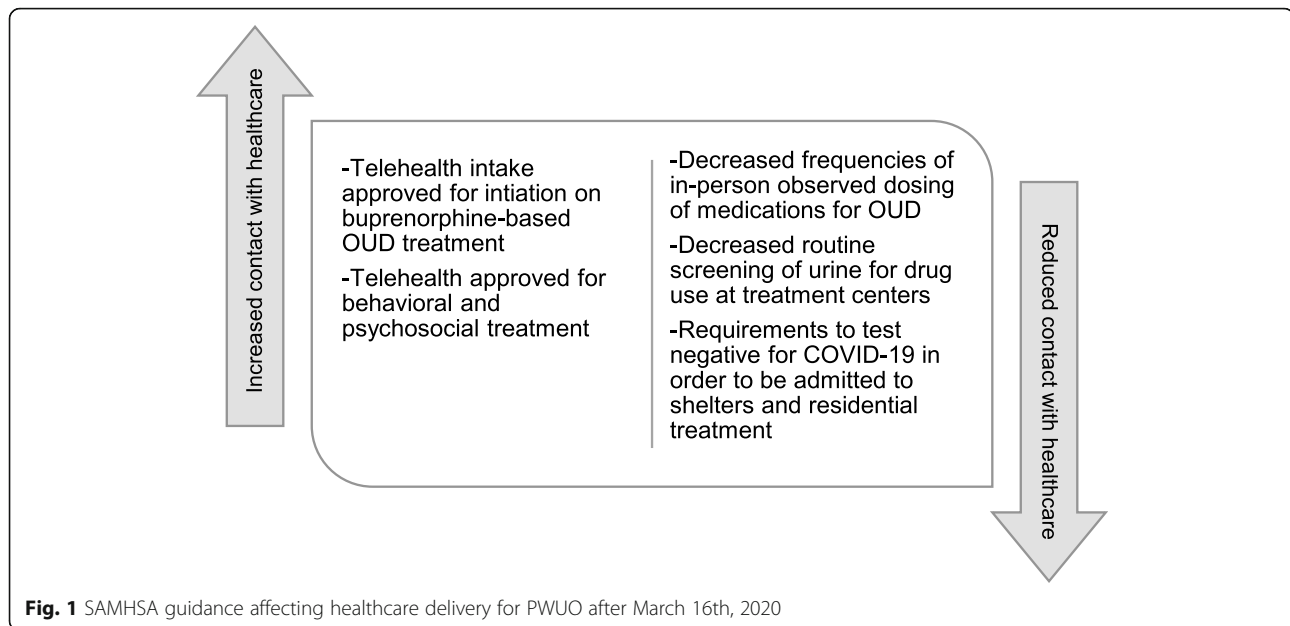 Increased contact with healthcare
-Telehealth intake
approved for intiation on
buprenorphine-based
OUD treatment
-Telehealth approved for
behavioral and
psychosocial treatment
-Decreased frequencies of
in-person observed dosing
of medications for OUD
-Decreased routine
screening of urine for drug
use at treatment centers
-Requirements to test
negative for COVID-19 in
order to be admitted to
shelters and residential
treatment
Reduced contact with healthcare
Fig. 1 SAMHSA guidance affecting healthcare delivery for PWUO after March 16th, 2020